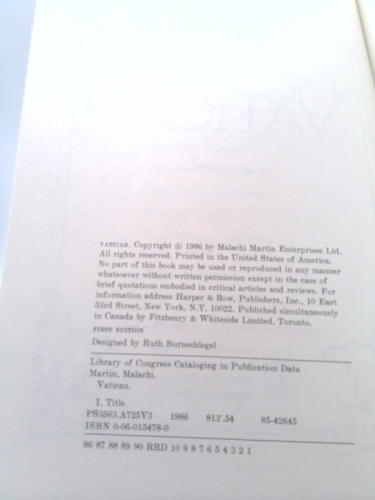 VATICAN. Copyright © 1986 by Malachi Martin Enterprises Ltd.
All rights reserved. Printed in the United States of America.
No part of this book may be used or reproduced in any manner
whatsoever without written permission except in the case of
brief quotations embodied in critical articles and reviews. For
information address Harper & Row, Publishers, Inc., 10 East
53rd Street, New York, N.Y. 10022. Published simultaneously
in Canada by Fitzhenry & Whiteside Limited, Toronto.
FIRST EDITION
Designed by Ruth Bornschlegel
Library of Congress Cataloging in Publication Data
Martin, Malachi.
Vatican.
I. Title.
PS3563.A725V3 1986 813'.54 85-42645
ISBN 0-06-015478-0
86 87 88 89 90 RRD 10 9 8 7 6 5 4 3 2 1